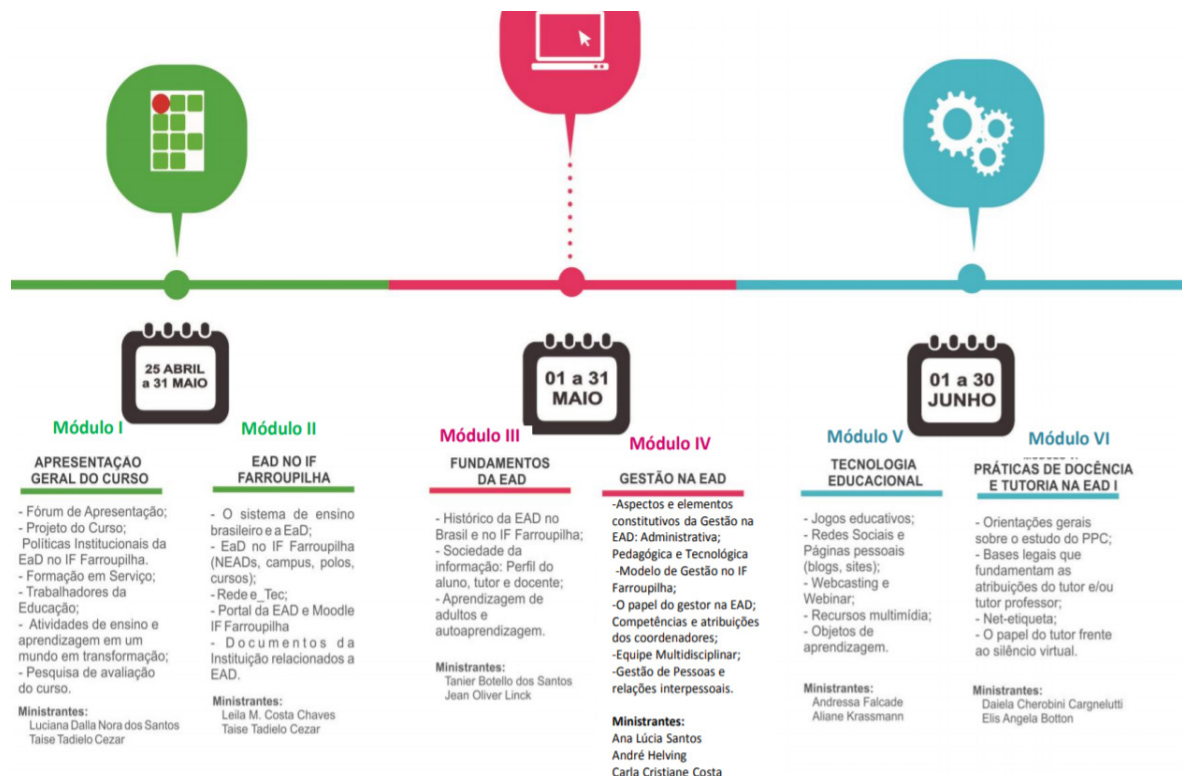 25 ABRIL
a 31 MAIO
Módulo I
APRESENTAÇÃO
GERAL DO CURSO
- Fórum de Apresentação;
- Projeto do Curso;
Políticas Institucionais da
EaD no IF Farroupilha.
- Formação em Serviço;
- Trabalhadores da
Educação;
- Atividades de ensino e
aprendizagem em um
mundo em transformação;
- Pesquisa de avaliação
do curso.
Ministrantes:
Luciana Dalla Nora dos Santos
Taise Tadielo Cezar
Módulo II
EAD NO IF
FARROUPILHA
- O sistema de ensino
brasileiro e a EaD;
- EaD no IF Farroupilha
(NEADs, campus, polos,
cursos);
- Rede e_Tec;
- Portal da EAD e Moodle
IF Farroupilha
- Documentos da
Instituição relacionados a
EAD.
Ministrantes:
Leila M. Costa Chaves
Taise Tadielo Cezar
01 a 31
MAIO
Módulo III
FUNDAMENTOS
DA EAD
- Histórico da EAD no
Brasil e no IF Farroupilha;
- Sociedade da
informação: Perfil do
aluno, tutor e docente;
- Aprendizagem de
adultos e
autoaprendizagem.
Ministrantes:
Tanier Botello dos Santos
Jean Oliver Linck
Módulo IV
GESTÃO NA EAD
-Aspectos e elementos
constitutivos da Gestão na
EAD: Administrativa;
Pedagógica e Tecnológica
-Modelo de Gestão no IF
Farroupilha;
-O papel do gestor na EAD;
Competências e atribuições
dos coordenadores;
-Equipe Multidisciplinar;
-Gestão de Pessoas e
relações interpessoais.
Ministrantes:
Ana Lúcia Santos
André Helving
Carla Cristiane Costa
01 a 30
JUNHO
Módulo V
TECNOLOGIA
EDUCACIONAL
- Jogos educativos;
- Redes Sociais e
Páginas pessoais
(blogs, sites);
- Webcasting e
Webinar;
- Recursos multimídia;
- Objetos de
aprendizagem.
Ministrantes:
Andressa Falcade
Aliane Krassmann
Módulo VI
PRÁTICAS DE DOCÊNCIA
E TUTORIA NA EAD I
- Orientações gerais
sobre o estudo do PPC;
- Bases legais que
fundamentam as
atribuições do tutor e/ou
tutor professor;
- Net-etiqueta;
- O papel do tutor frente
ao silêncio virtual.
Ministrantes:
Daiela Cherobini Cargnelutti
Elis Angela Botton